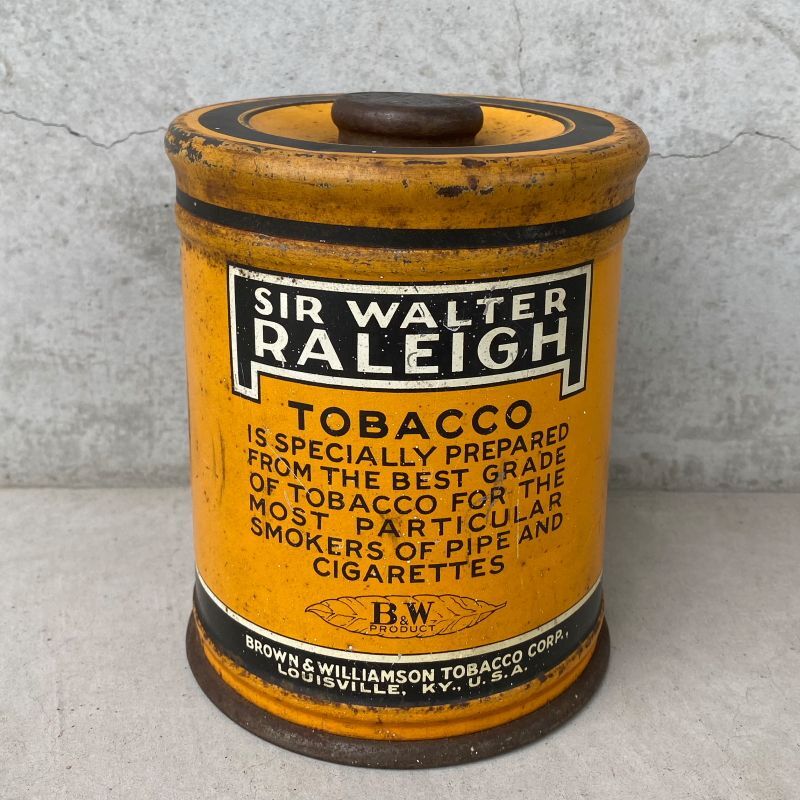 SIR WALTER
RALEIGH
TOBACCO
IS SPECIALLY PREPARED
FROM THE BEST GRADE
OF TOBACCO FOR THE
MOST PARTICULAR
SMOKERS OF PIPE AND
CIGARETTES
B&W
PRODUCT
BROWN & WILLIAMSON TOBACCO CORP.,
LOUISVILLE, KY., U.S.A.